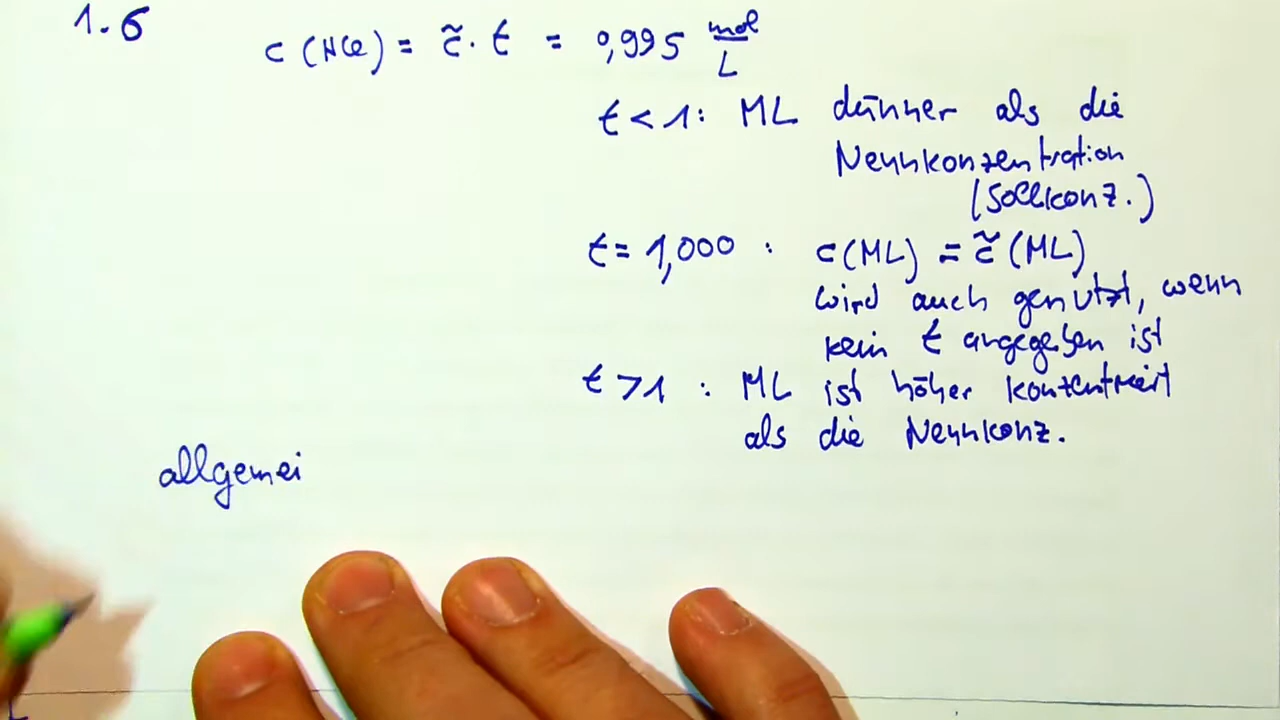 1.6
c (HCl) = c̃ · t = 0,995 mol/L
t < 1: ML dünner als die
Nennkonzentration
(Sollkonz.)
t = 1,000 : c (ML) = c̃ (ML)
wird auch genutzt, wenn
kein t angegeben ist
t > 1 : ML ist höher konzentriert
als die Nennkonz.
allgemei